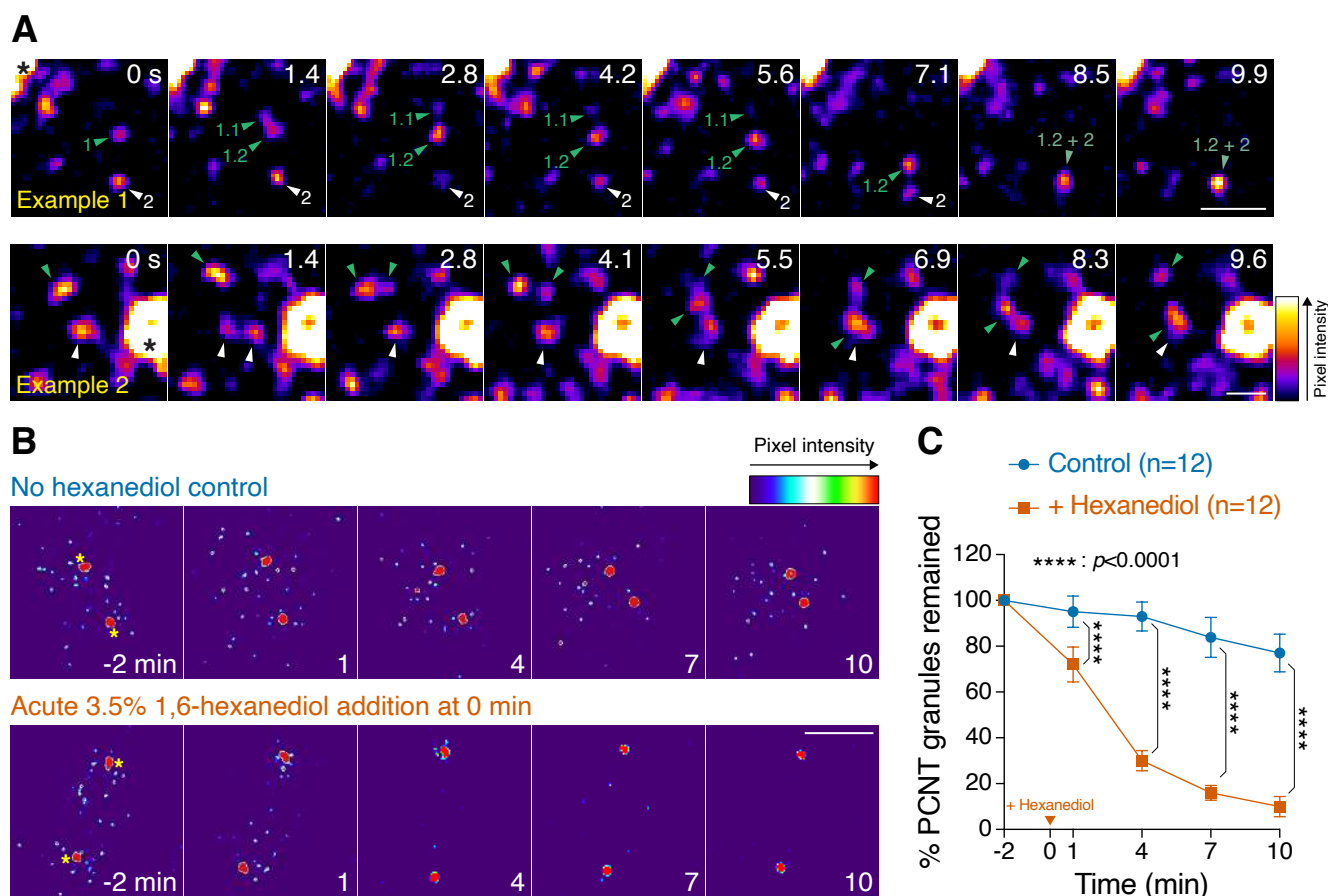 A
*
0 s
1.4
2.8
4.2
5.6
7.1
8.5
9.9
1
2
1.1
1.2
2
1.1
1.2
2
1.1
1.2
2
1.1
1.2
2
1.2
2
1.2 + 2
1.2 + 2
Example 1
0 s
1.4
2.8
4.1
5.5
6.9
8.3
9.6
*
Example 2
Pixel intensity
B
Pixel intensity
No hexanediol control
*
*
-2 min
1
4
7
10
Acute 3.5% 1,6-hexanediol addition at 0 min
*
*
-2 min
1
4
7
10
C
Control (n=12)
+ Hexanediol (n=12)
**** : p<0.0001
% PCNT granules remained
120
100
80
60
40
20
0
****
****
****
****
+ Hexanediol
-2
0
1
4
7
10
Time (min)